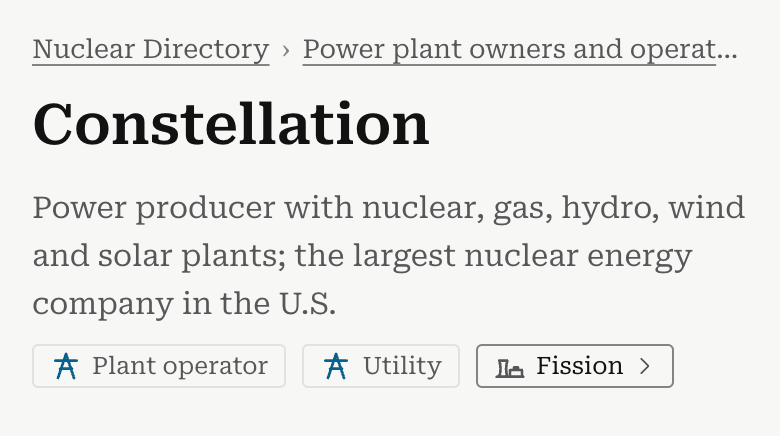 Nuclear Directory › Power plant owners and operat...
Constellation
Power producer with nuclear, gas, hydro, wind
and solar plants; the largest nuclear energy
company in the U.S.
Plant operator Utility Fission